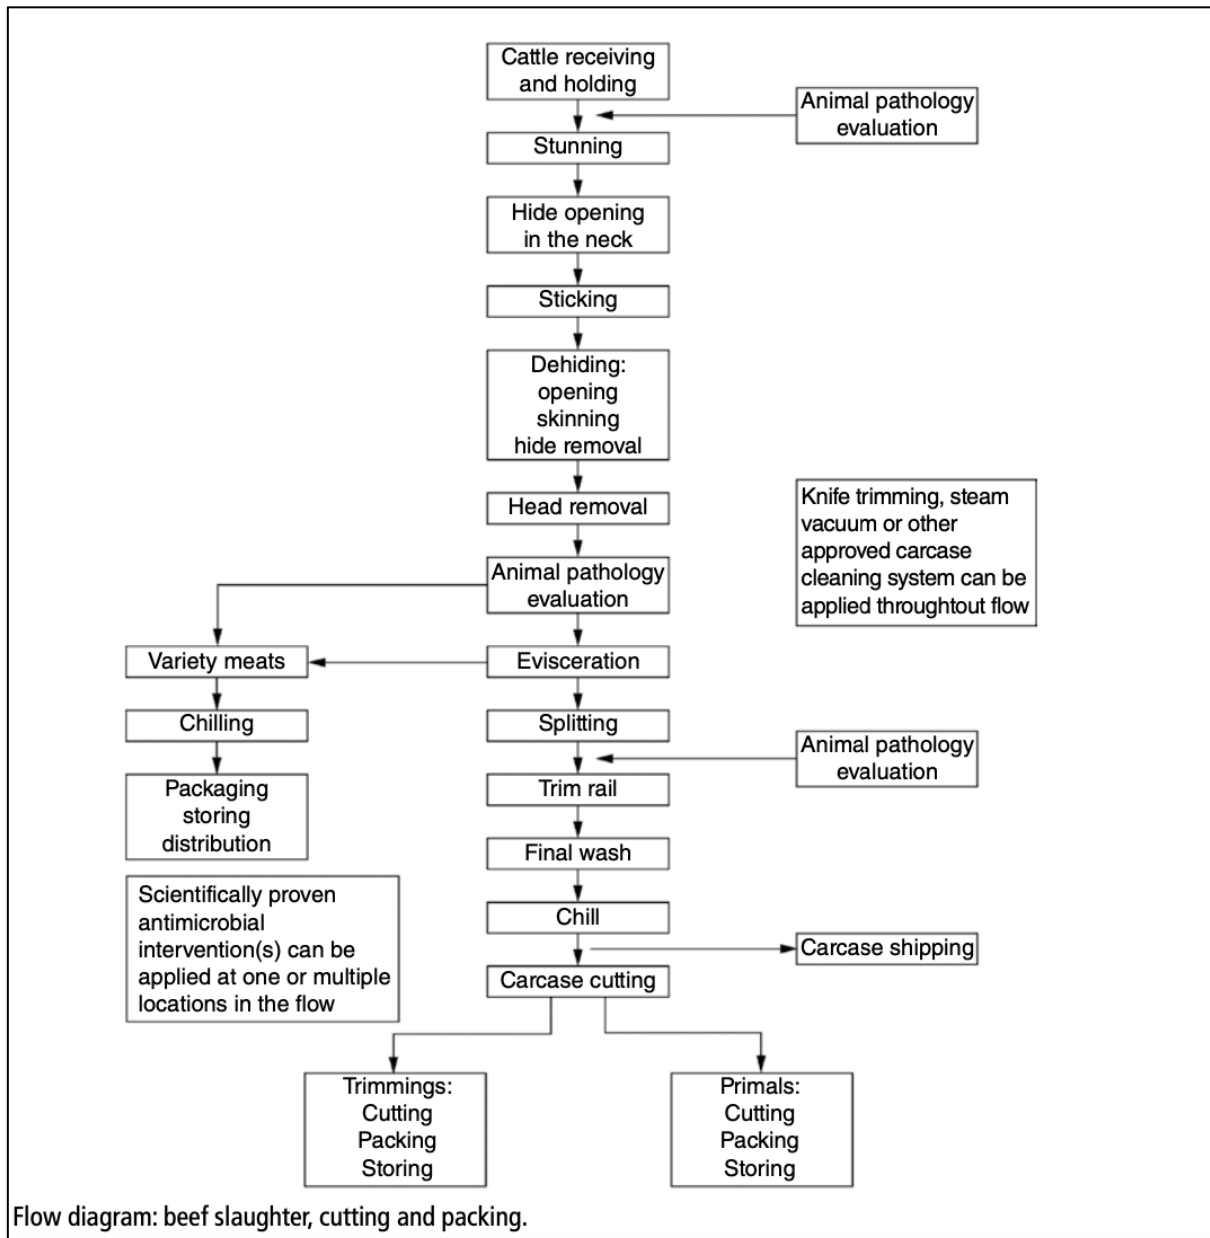 Cattle receiving
and holding
Animal pathology
evaluation
Stunning
Hide opening
in the neck
Sticking
Dehiding:
opening
skinning
hide removal
Head removal
Knife trimming, steam
vacuum or other
approved carcase
cleaning system can be
applied throughtout flow
Animal pathology
evaluation
Variety meats
Evisceration
Chilling
Splitting
Animal pathology
evaluation
Packaging
storing
distribution
Trim rail
Final wash
Scientifically proven
antimicrobial
intervention(s) can be
applied at one or multiple
locations in the flow
Chill
Carcase shipping
Carcase cutting
Trimmings:
Cutting
Packing
Storing
Primals:
Cutting
Packing
Storing
Flow diagram: beef slaughter, cutting and packing.